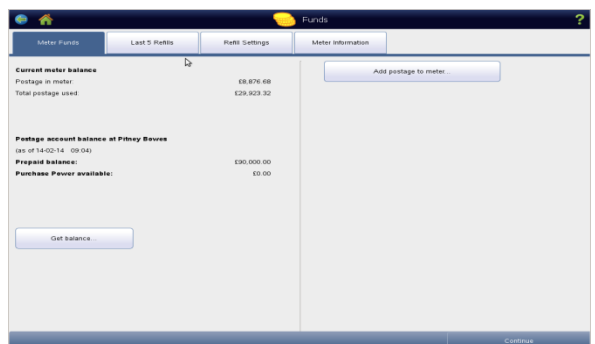 Funds
?
Meter Funds
Last 5 Refills
Refill Settings
Meter Information
Current meter balance
Postage in meter: £8,876.68
Total postage used: £29,923.32
Add postage to meter...
Postage account balance at Pitney Bowes
(as of 14-02-14 09:04)
Prepaid balance: £90,000.00
Purchase Power available: £0.00
Get balance...
Continue